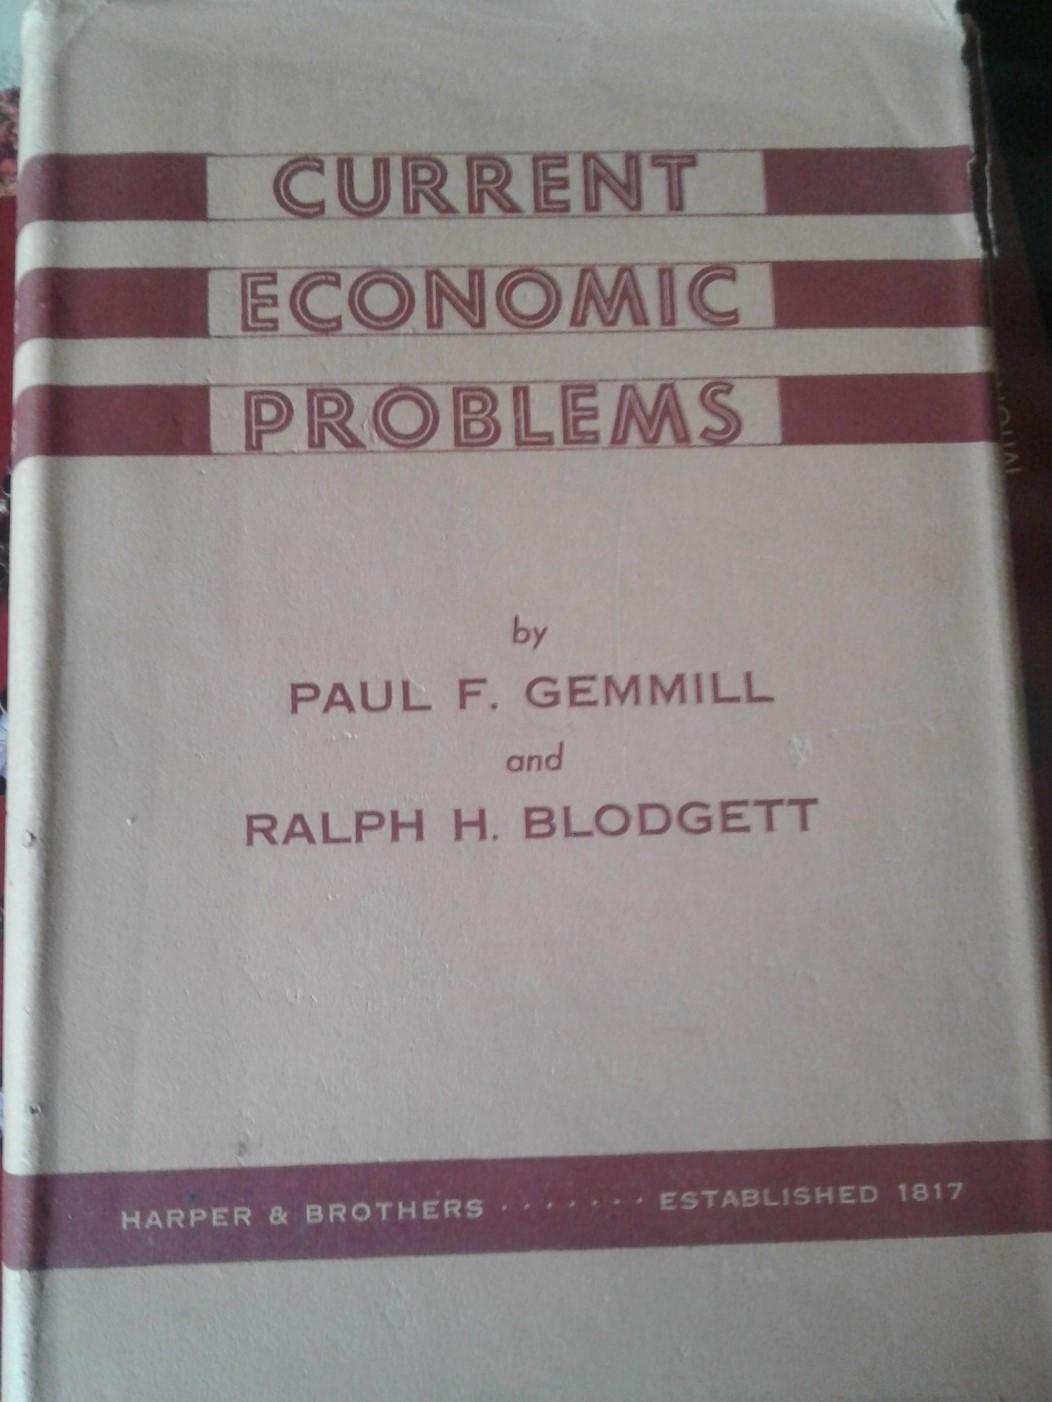 CURRENT
ECONOMIC
PROBLEMS
by
PAUL F. GEMMILL
and
RALPH H. BLODGETT
HARPER & BROTHERS . . . . . . . ESTABLISHED 1817